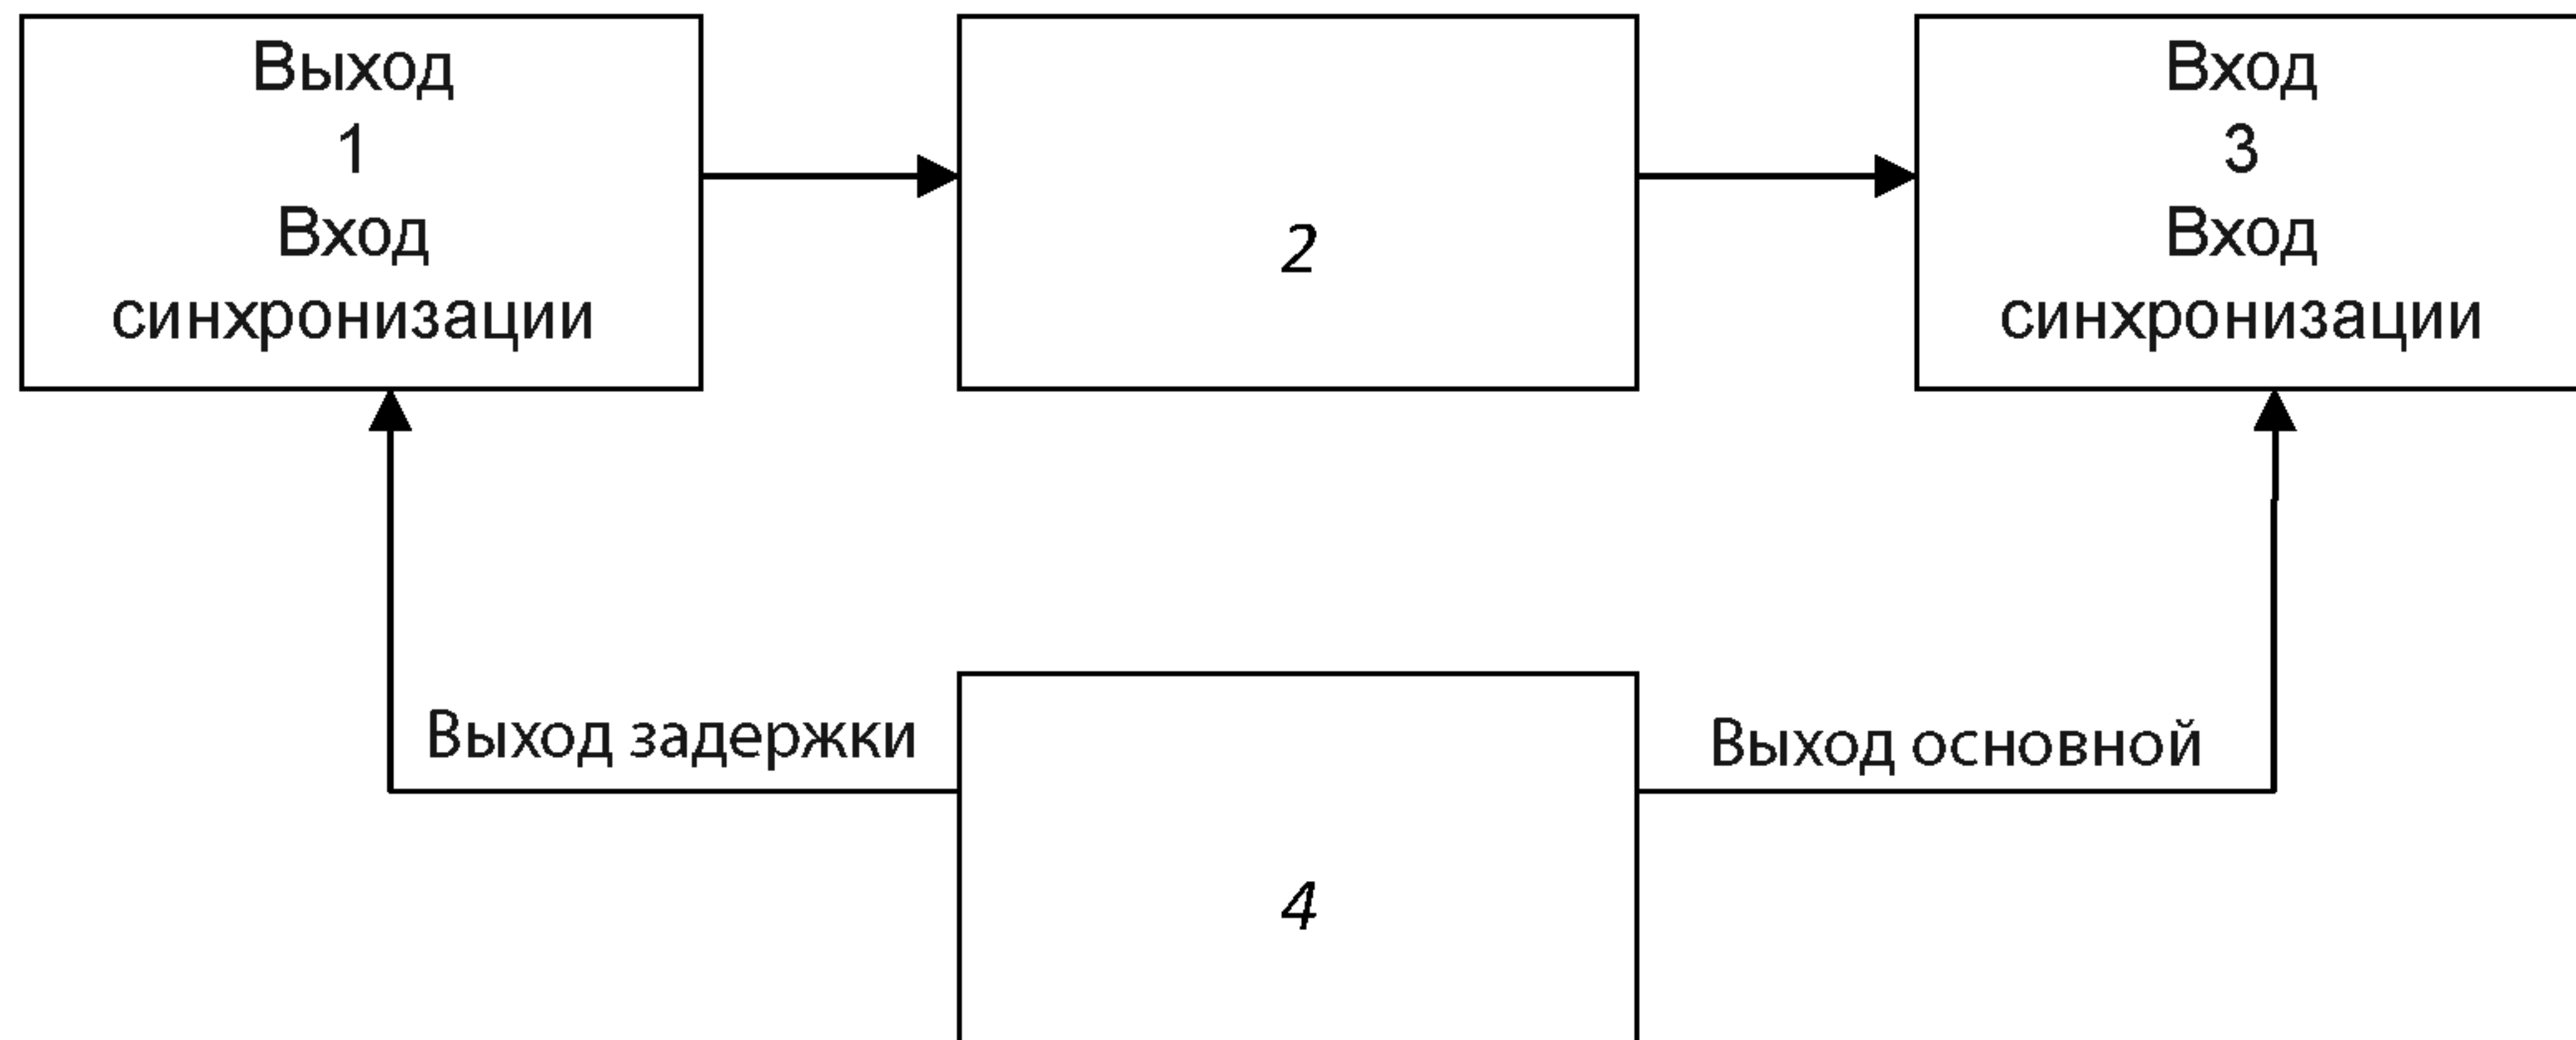 Выход
1
Вход
синхронизации
2
Вход
3
Вход
синхронизации
Выход задержки
Выход основной
4